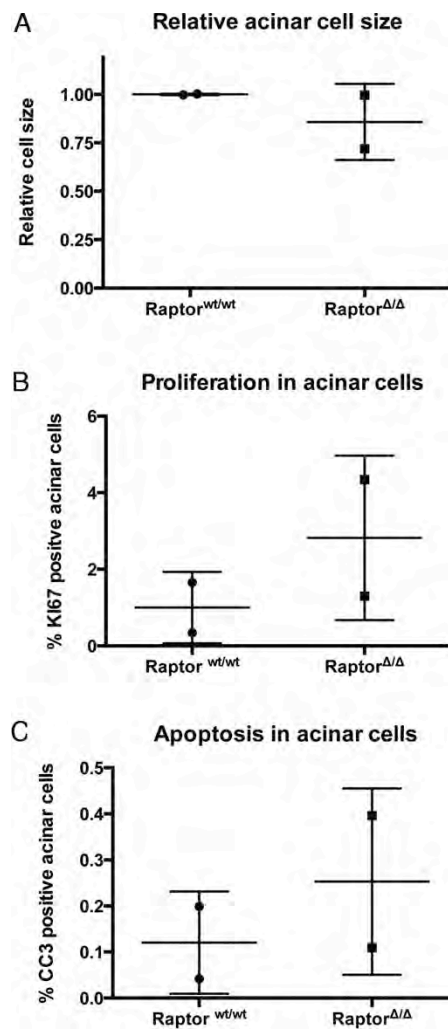 A
Relative acinar cell size
Relative cell size
1.00
0.75
0.50
0.25
0.00
Raptor^wt/wt
Raptor^Δ/Δ
B
Proliferation in acinar cells
% KI67 positve acinar cells
6
4
2
0
Raptor ^wt/wt
Raptor^Δ/Δ
C
Apoptosis in acinar cells
% CC3 positive acinar cells
0.5
0.4
0.3
0.2
0.1
0.0
Raptor ^wt/wt
Raptor^Δ/Δ